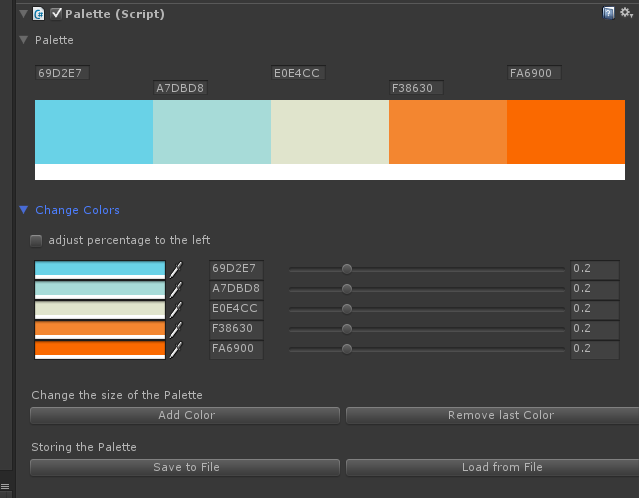 Palette (Script)
Palette
69D2E7 E0E4CC FA6900
A7DBD8 F38630
Change Colors
adjust percentage to the left
69D2E7 0.2
A7DBD8 0.2
E0E4CC 0.2
F38630 0.2
FA6900 0.2
Change the size of the Palette
Add Color Remove last Color
Storing the Palette
Save to File Load from File